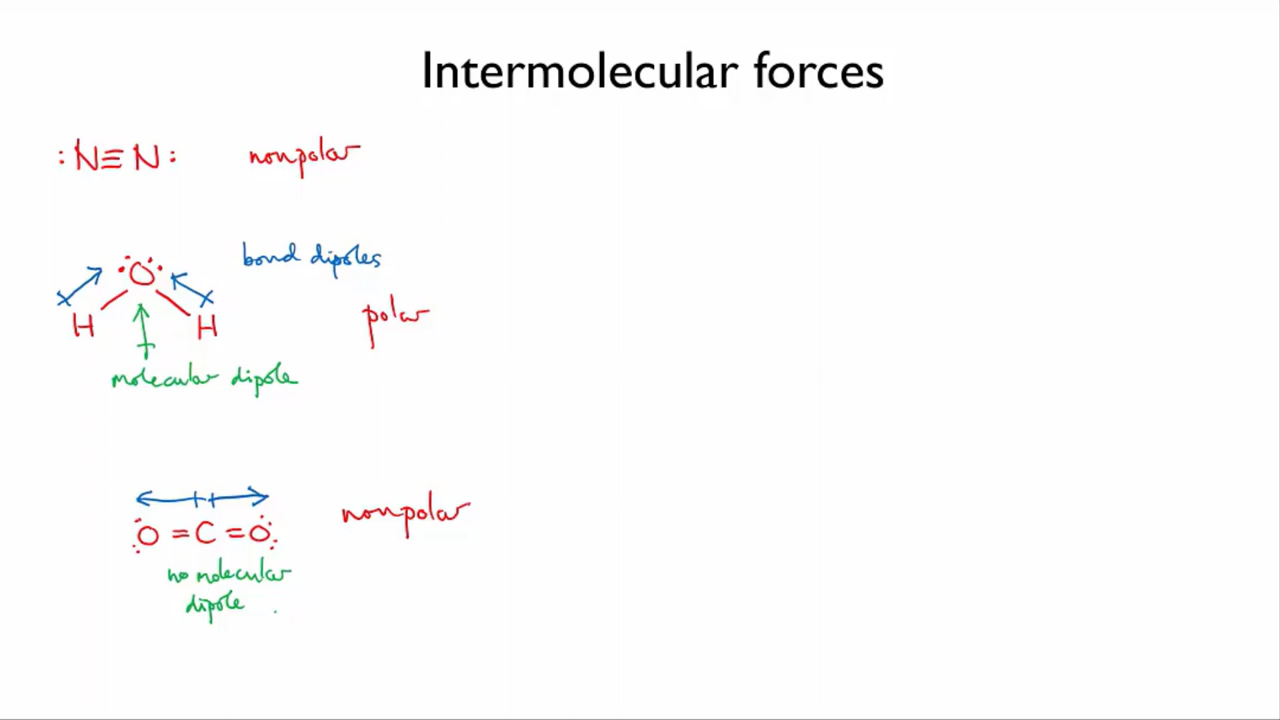 Intermolecular forces
:N≡N: nonpolar
bond dipoles
O
polar
H H
molecular dipole
O=C=O nonpolar
no molecular
dipole